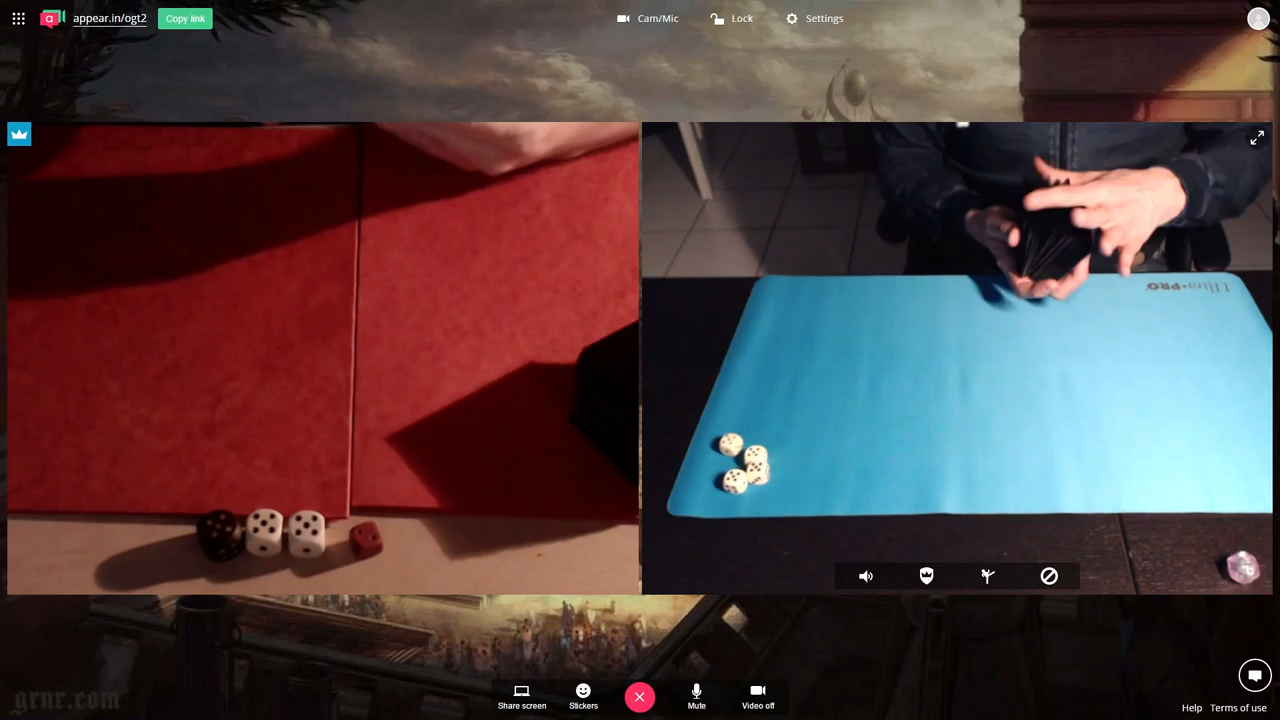 appear.in/ogt2
Copy link
Cam/Mic
Lock
Settings
Ultra•PRO
Share screen
Stickers
Mute
Video off
grnr.com
Help
Terms of use